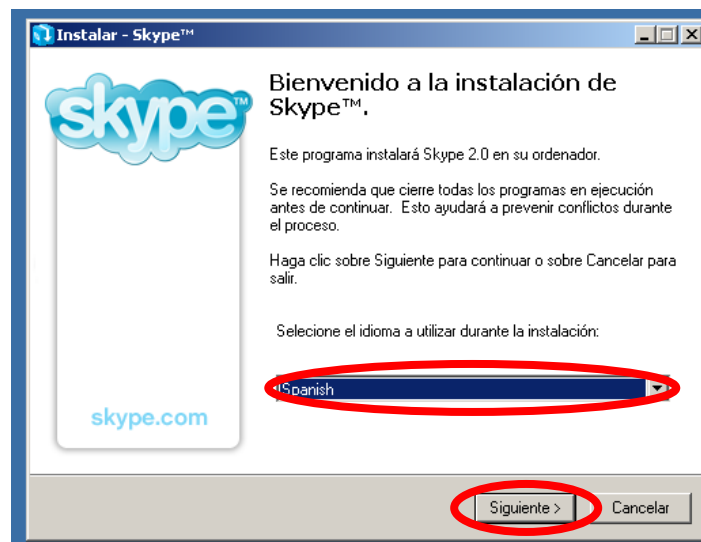 Instalar - Skype™
skype™
Bienvenido a la instalación de
Skype™.
Este programa instalará Skype 2.0 en su ordenador.
Se recomienda que cierre todas los programas en ejecución
antes de continuar. Esto ayudará a prevenir conflictos durante
el proceso.
Haga clic sobre Siguiente para continuar o sobre Cancelar para
salir.
Selecione el idioma a utilizar durante la instalación:
Spanish
skype.com
Siguiente >
Cancelar